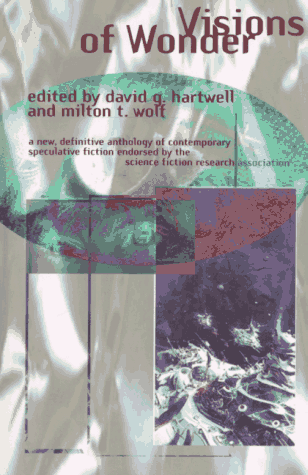 Visions
of Wonder
edited by david g. hartwell
and milton t. wolf
a new, definitive anthology of contemporary
speculative fiction endorsed by the
science fiction research association